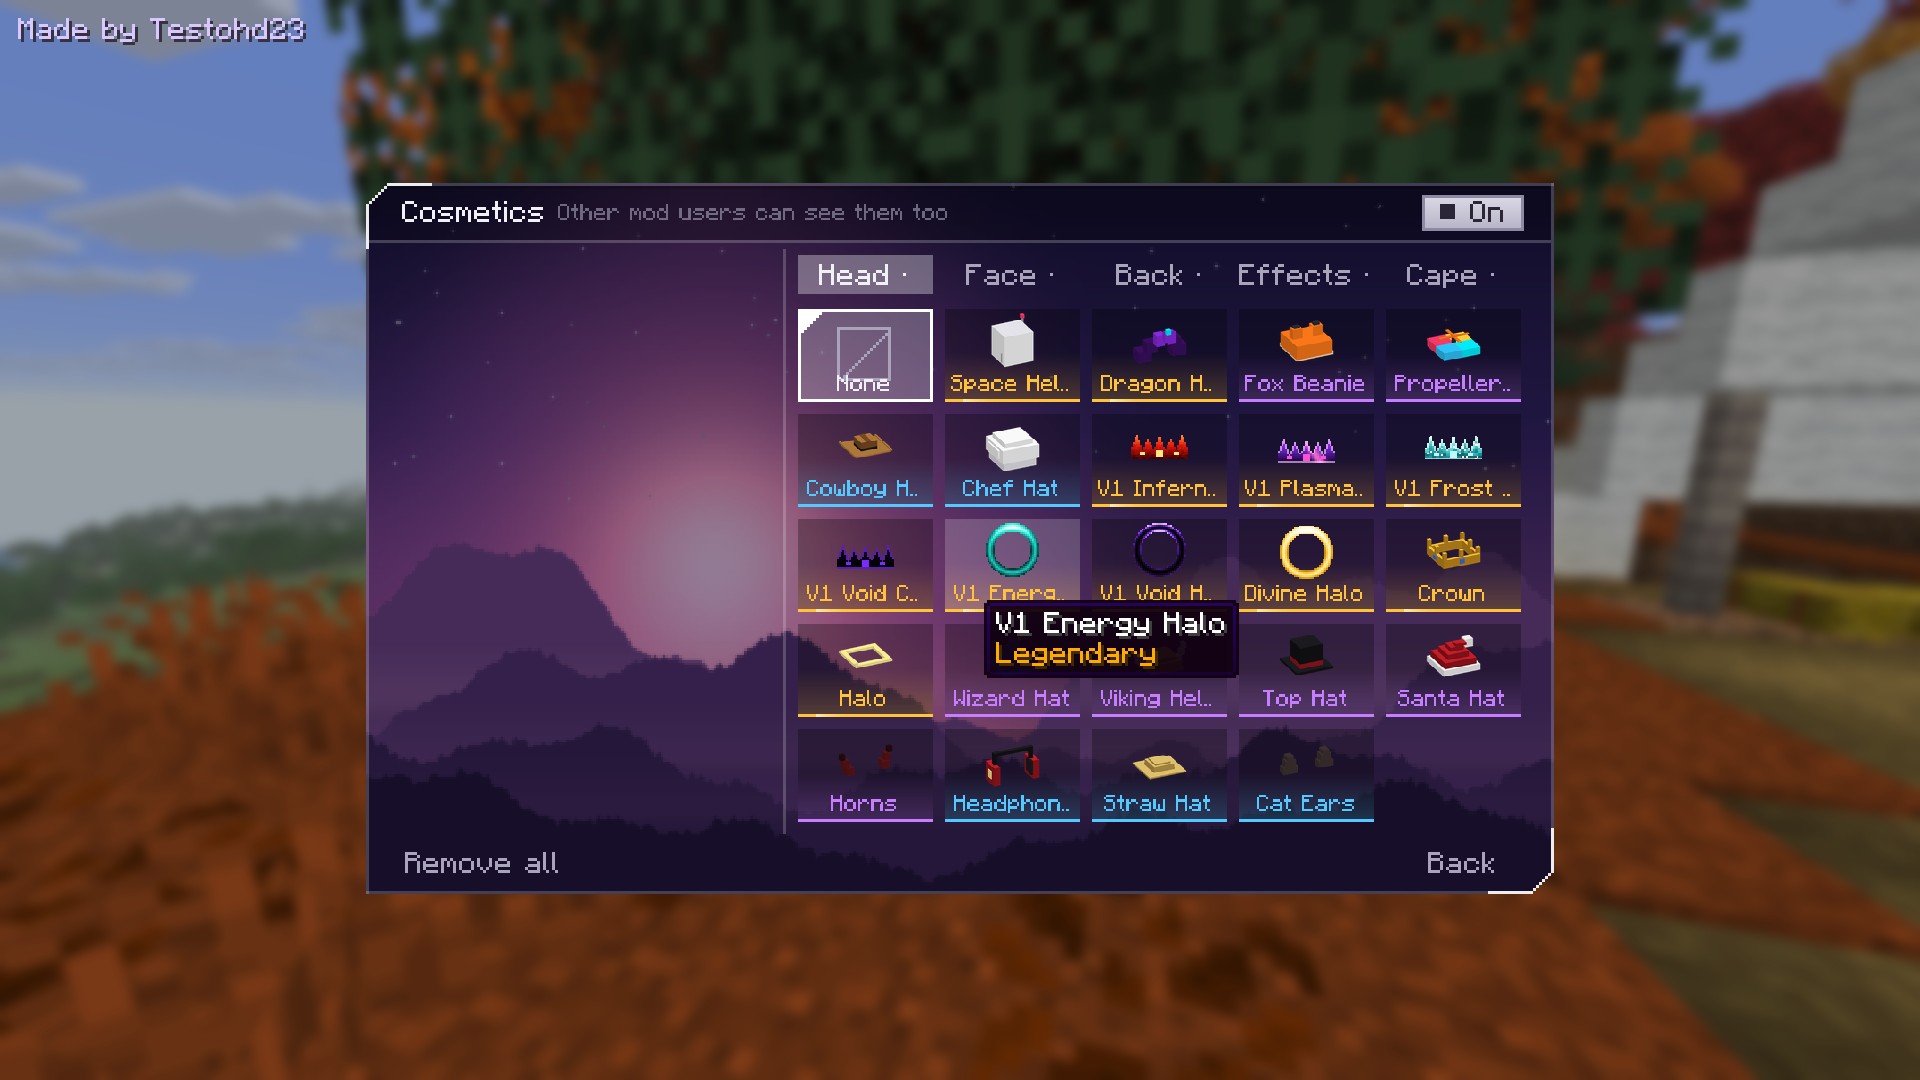 Made by Testohd23
Cosmetics Other mod users can see them too
On
Head · Face · Back · Effects · Cape ·
None Space Hel.. Dragon H.. Fox Beanie Propeller..
Cowboy H.. Chef Hat V1 Infern.. V1 Plasma.. V1 Frost ..
V1 Void C.. V1 Energ.. V1 Void H.. Divine Halo Crown
V1 Energy Halo
Legendary
Halo Wizard Hat Viking Hel.. Top Hat Santa Hat
Horns Headphon.. Straw Hat Cat Ears
Remove all Back